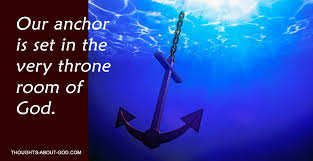 Our anchor
is set in the
very throne
room of
God.
THOUGHTS-ABOUT-GOD.COM